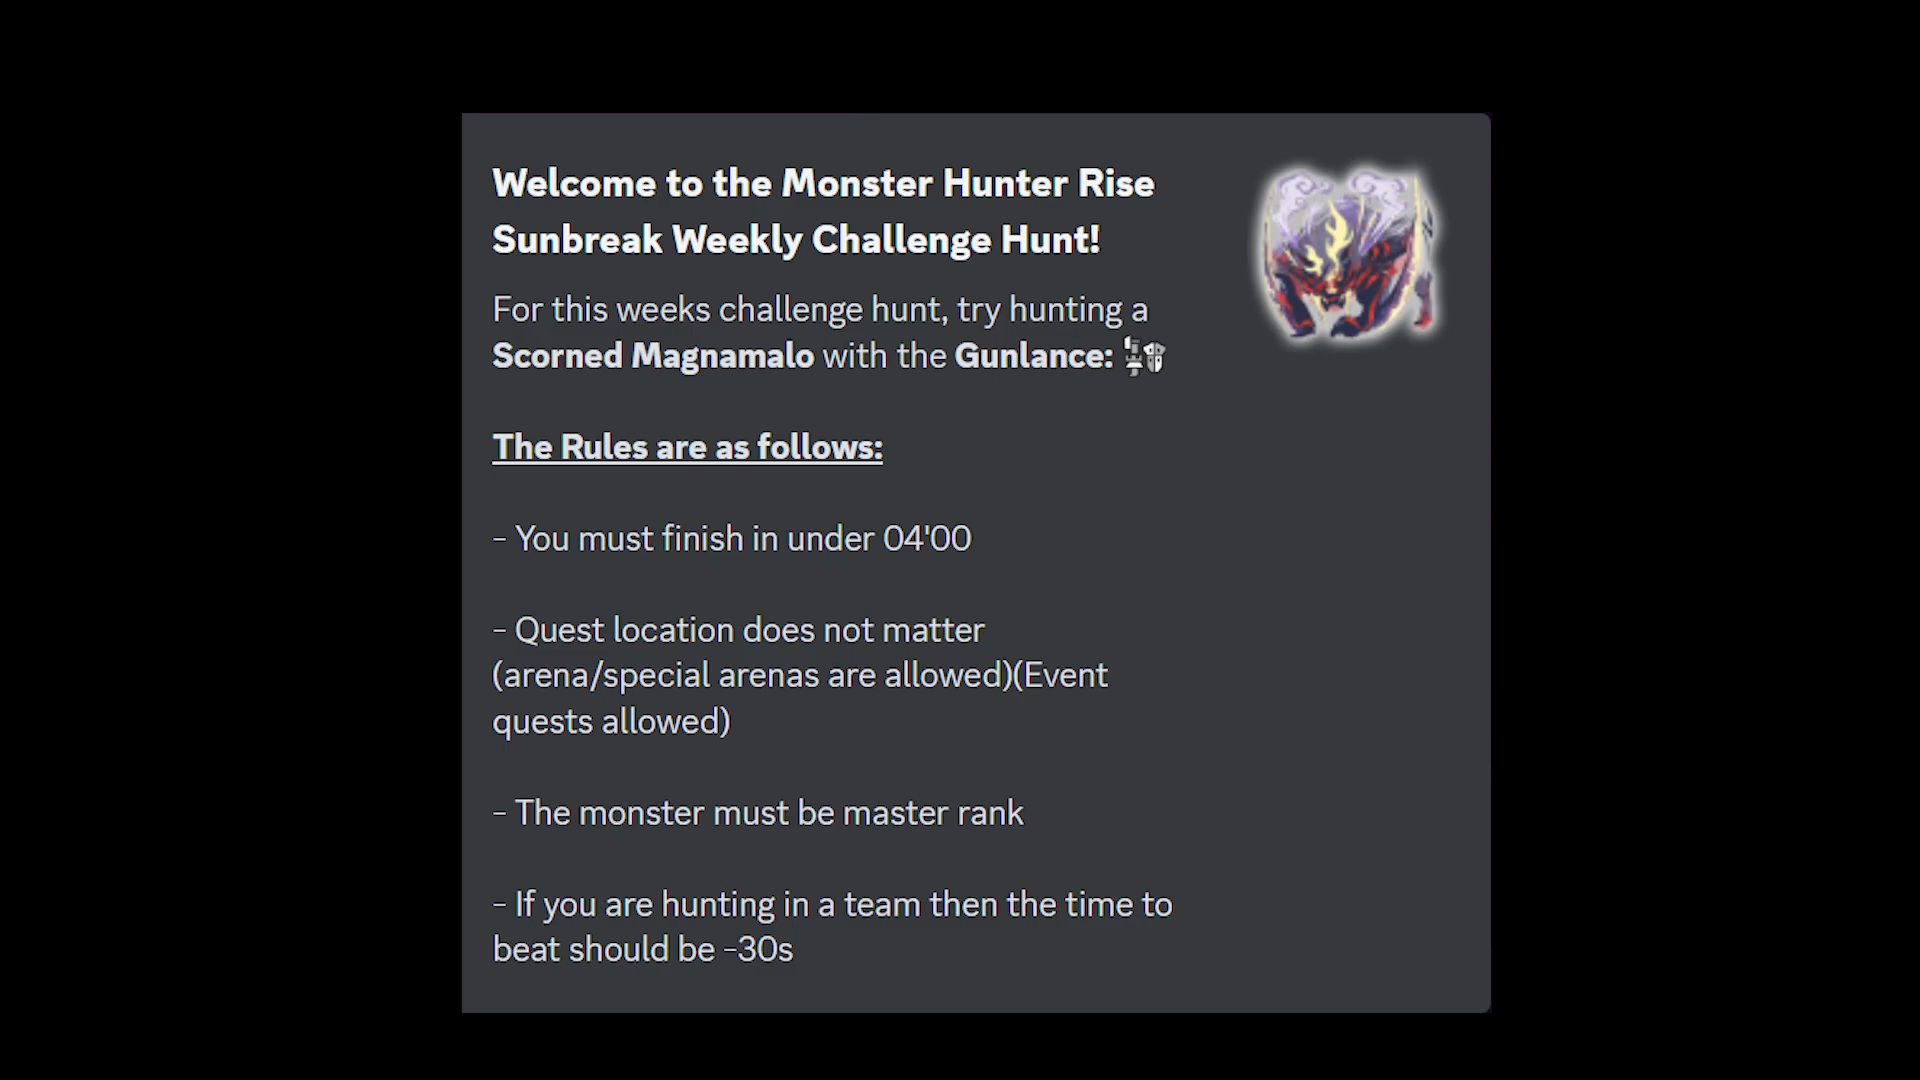 Welcome to the Monster Hunter Rise
Sunbreak Weekly Challenge Hunt!
For this weeks challenge hunt, try hunting a
Scorned Magnamalo with the Gunlance:
The Rules are as follows:
- You must finish in under 04'00
- Quest location does not matter
(arena/special arenas are allowed)(Event
quests allowed)
- The monster must be master rank
- If you are hunting in a team then the time to
beat should be -30s